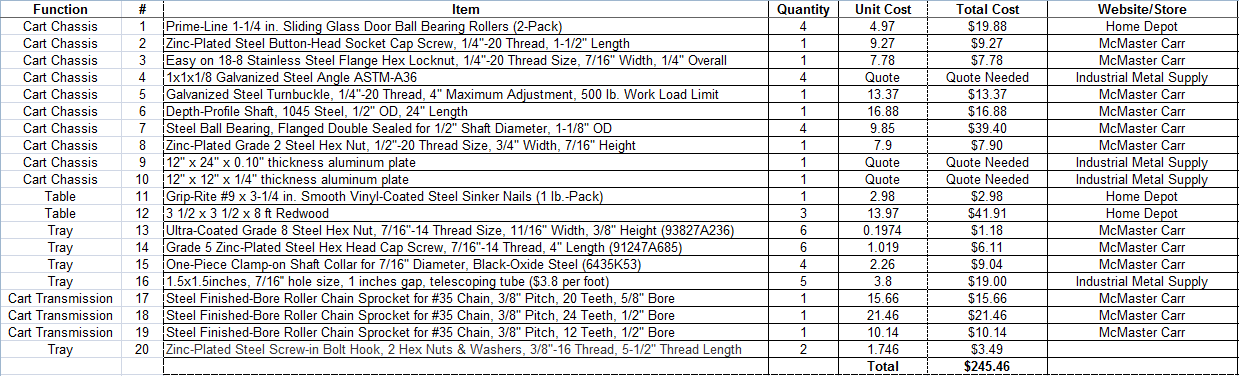 Function # Item Quantity Unit Cost Total Cost Website/Store
Cart Chassis 1 Prime-Line 1-1/4 in. Sliding Glass Door Ball Bearing Rollers (2-Pack) 4 4.97 $19.88 Home Depot
Cart Chassis 2 Zinc-Plated Steel Button-Head Socket Cap Screw, 1/4"-20 Thread, 1-1/2" Length 1 9.27 $9.27 McMaster Carr
Cart Chassis 3 Easy on 18-8 Stainless Steel Flange Hex Locknut, 1/4"-20 Thread Size, 7/16" Width, 1/4" Overall 1 7.78 $7.78 McMaster Carr
Cart Chassis 4 1x1x1/8 Galvanized Steel Angle ASTM-A36 4 Quote Quote Needed Industrial Metal Supply
Cart Chassis 5 Galvanized Steel Turnbuckle, 1/4"-20 Thread, 4" Maximum Adjustment, 500 lb. Work Load Limit 1 13.37 $13.37 McMaster Carr
Cart Chassis 6 Depth-Profile Shaft, 1045 Steel, 1/2" OD, 24" Length 1 16.88 $16.88 McMaster Carr
Cart Chassis 7 Steel Ball Bearing, Flanged Double Sealed for 1/2" Shaft Diameter, 1-1/8" OD 4 9.85 $39.40 McMaster Carr
Cart Chassis 8 Zinc-Plated Grade 2 Steel Hex Nut, 1/2"-20 Thread Size, 3/4" Width, 7/16" Height 1 7.9 $7.90 McMaster Carr
Cart Chassis 9 12" x 24" x 0.10" thickness aluminum plate 1 Quote Quote Needed Industrial Metal Supply
Cart Chassis 10 12" x 12" x 1/4" thickness aluminum plate 1 Quote Quote Needed Industrial Metal Supply
Table 11 Grip-Rite #9 x 3-1/4 in. Smooth Vinyl-Coated Steel Sinker Nails (1 lb.-Pack) 1 2.98 $2.98 Home Depot
Table 12 3 1/2 x 3 1/2 x 8 ft Redwood 3 13.97 $41.91 Home Depot
Tray 13 Ultra-Coated Grade 8 Steel Hex Nut, 7/16"-14 Thread Size, 11/16" Width, 3/8" Height (93827A236) 6 0.1974 $1.18 McMaster Carr
Tray 14 Grade 5 Zinc-Plated Steel Hex Head Cap Screw, 7/16"-14 Thread, 4" Length (91247A685) 6 1.019 $6.11 McMaster Carr
Tray 15 One-Piece Clamp-on Shaft Collar for 7/16" Diameter, Black-Oxide Steel (6435K53) 4 2.26 $9.04 McMaster Carr
Tray 16 1.5x1.5inches, 7/16" hole size, 1 inches gap, telescoping tube ($3.8 per foot) 5 3.8 $19.00 Industrial Metal Supply
Cart Transmission 17 Steel Finished-Bore Roller Chain Sprocket for #35 Chain, 3/8" Pitch, 20 Teeth, 5/8" Bore 1 15.66 $15.66 McMaster Carr
Cart Transmission 18 Steel Finished-Bore Roller Chain Sprocket for #35 Chain, 3/8" Pitch, 24 Teeth, 1/2" Bore 1 21.46 $21.46 McMaster Carr
Cart Transmission 19 Steel Finished-Bore Roller Chain Sprocket for #35 Chain, 3/8" Pitch, 12 Teeth, 1/2" Bore 1 10.14 $10.14 McMaster Carr
Tray 20 Zinc-Plated Steel Screw-in Bolt Hook, 2 Hex Nuts & Washers, 3/8"-16 Thread, 5-1/2" Thread Length 2 1.746 $3.49
Total $245.46